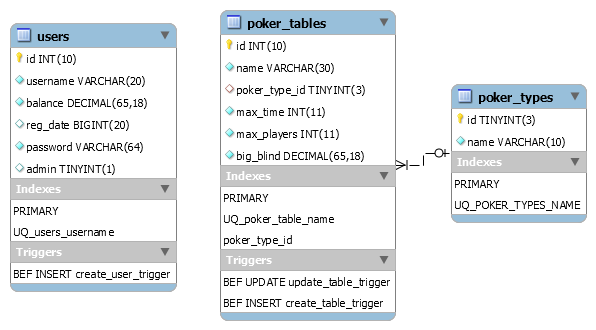 users
id INT(10)
username VARCHAR(20)
balance DECIMAL(65,18)
reg_date BIGINT(20)
password VARCHAR(64)
admin TINYINT(1)
Indexes
PRIMARY
UQ_users_username
Triggers
BEF INSERT create_user_trigger
poker_tables
id INT(10)
name VARCHAR(30)
poker_type_id TINYINT(3)
max_time INT(11)
max_players INT(11)
big_blind DECIMAL(65,18)
Indexes
PRIMARY
UQ_poker_table_name
poker_type_id
Triggers
BEF UPDATE update_table_trigger
BEF INSERT create_table_trigger
poker_types
id TINYINT(3)
name VARCHAR(10)
Indexes
PRIMARY
UQ_POKER_TYPES_NAME